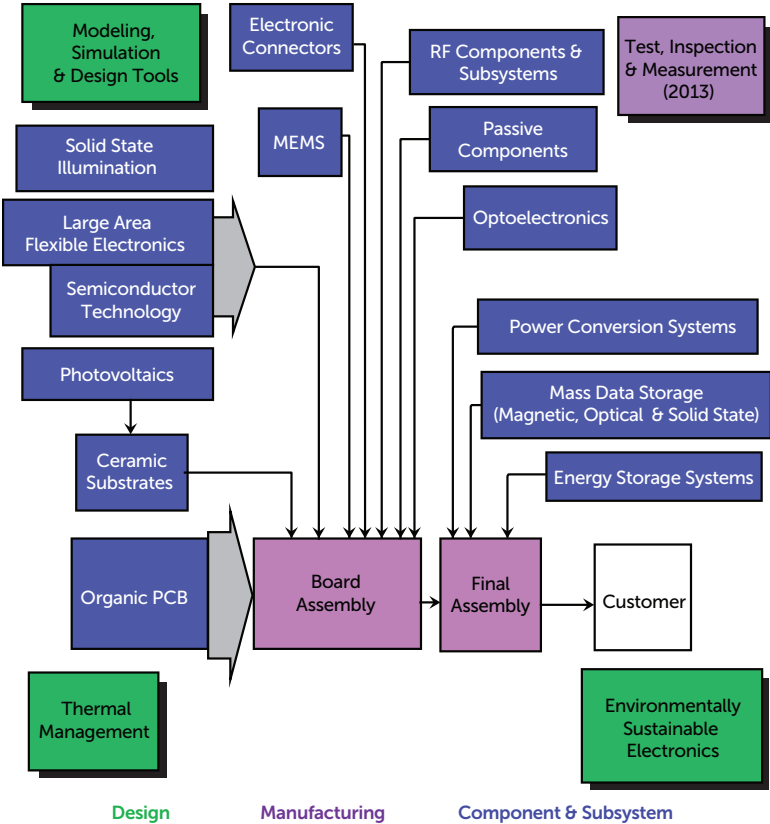 Modeling,
Simulation
& Design Tools
Electronic
Connectors
RF Components &
Subsystems
Test, Inspection
& Measurement
(2013)
MEMS
Passive
Components
Solid State
Illumination
Large Area
Flexible Electronics
Optoelectronics
Semiconductor
Technology
Power Conversion Systems
Photovoltaics
Mass Data Storage
(Magnetic, Optical & Solid State)
Ceramic
Substrates
Energy Storage Systems
Organic PCB
Board
Assembly
Final
Assembly
Customer
Thermal
Management
Environmentally
Sustainable
Electronics
Design
Manufacturing
Component & Subsystem